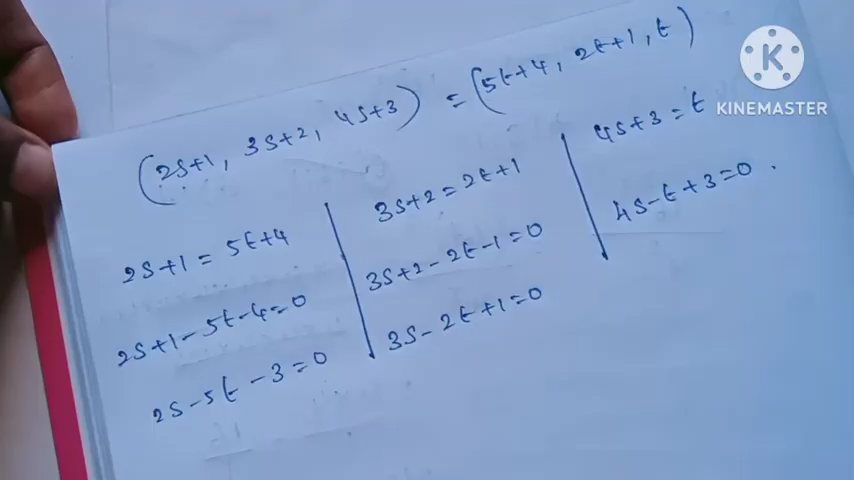 (2s+1, 3s+2, 4s+3) = (5t+4, 2t+1, t)
2s+1 = 5t+4
2s+1-5t-4=0
2s-5t-3=0
3s+2=2t+1
3s+2-2t-1=0
3s-2t+1=0
4s+3=t
4s-t+3=0.
K
KINEMASTER